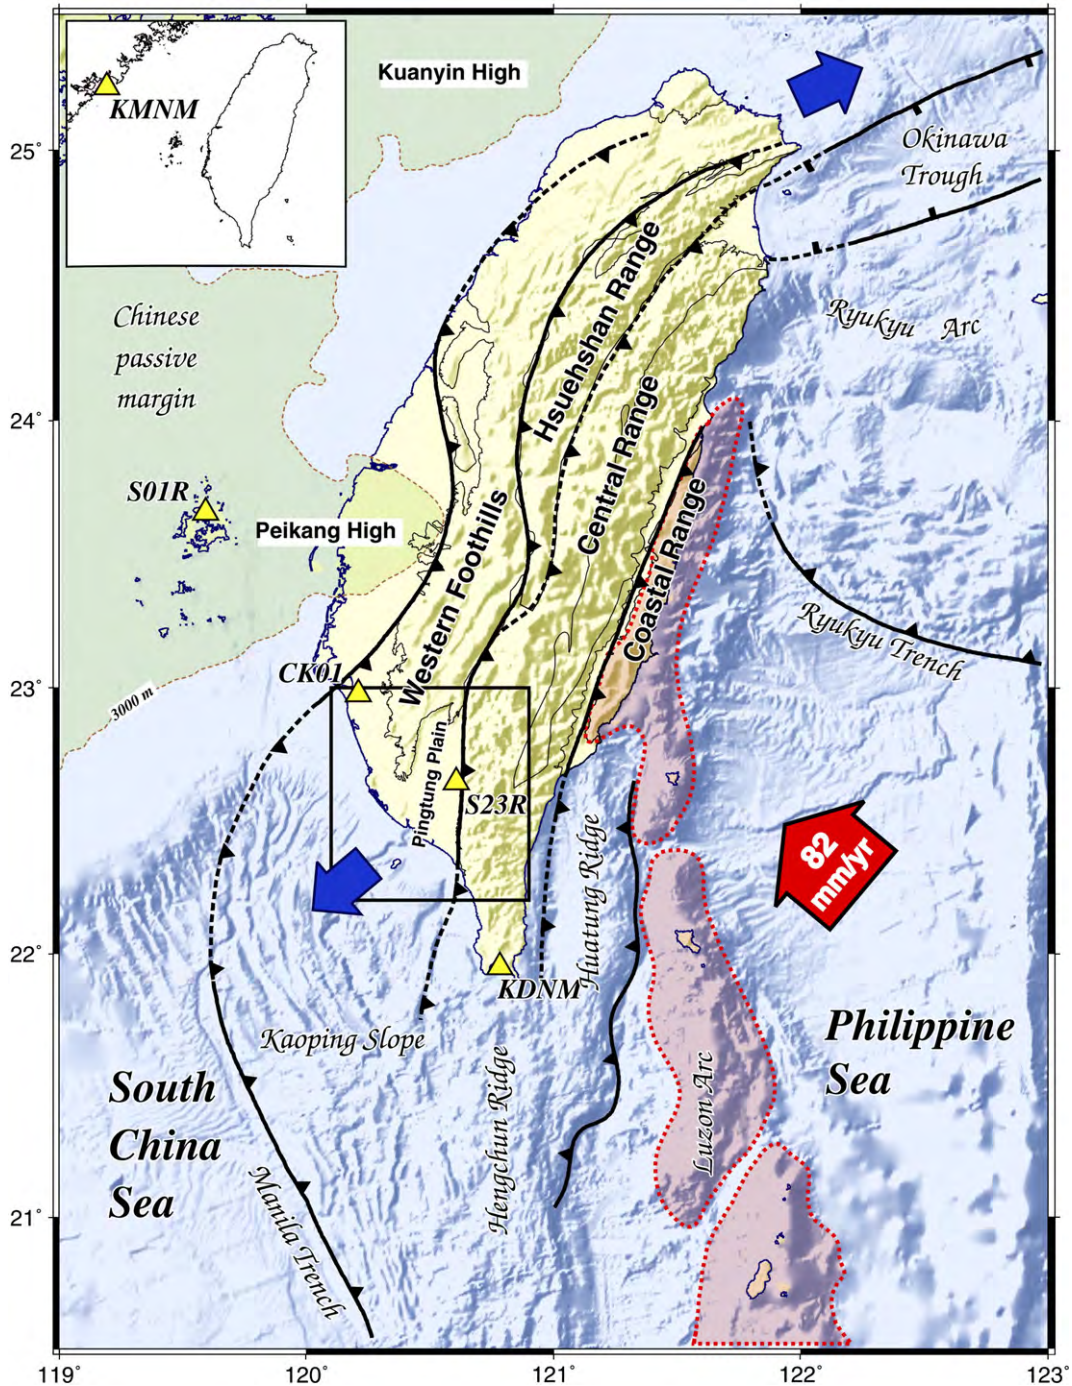 KMNM
Kuanyin High
25°
Okinawa
Trough
Hsuehshan Range
Chinese
passive
margin
Ryukyu Arc
24°
Central Range
S01R
Peikang High
Western Foothills
Coastal Range
Ryukyu Trench
CK01
23°
3000 m
Pingtung Plain
S23R
Huatung Ridge
82
mm/yr
22°
KDNM
Kaoping Slope
Philippine
Sea
South
China
Sea
Hengchun Ridge
Luzon Arc
Manila Trench
21°
119°
120°
121°
122°
123°